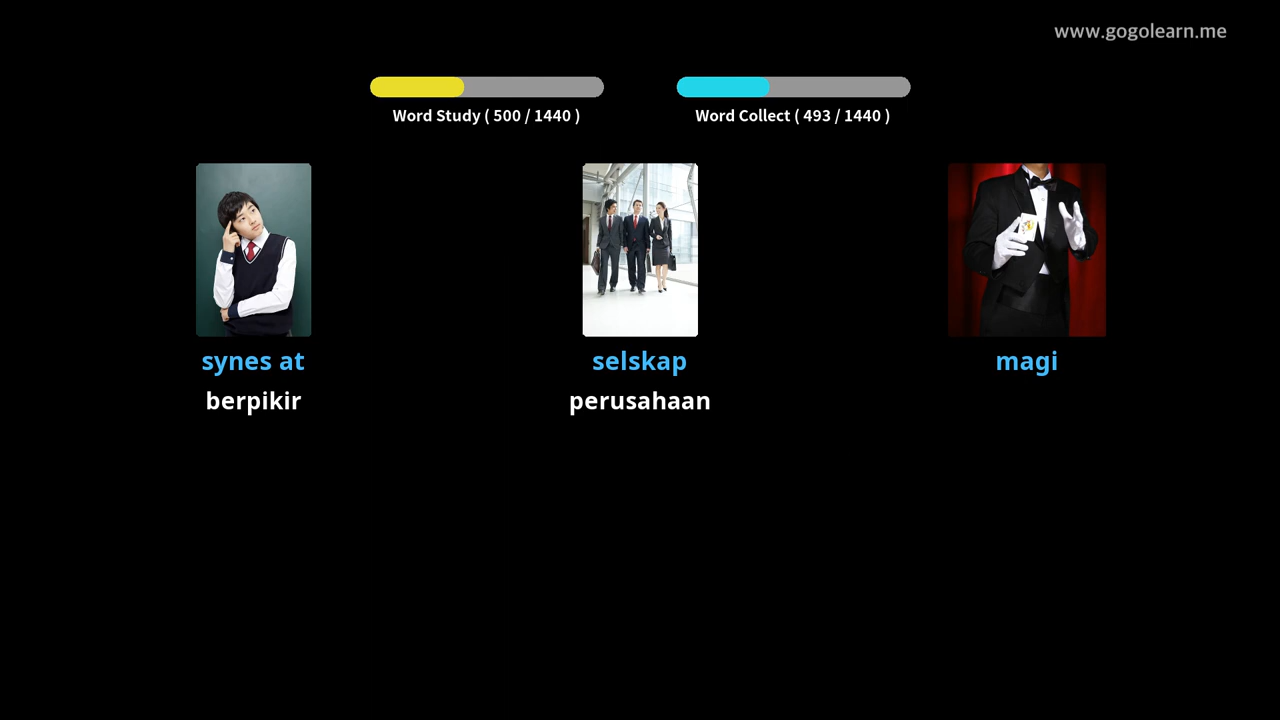 www.gogolearn.me
Word Study ( 500 / 1440 )
Word Collect ( 493 / 1440 )
synes at
berpikir
selskap
perusahaan
magi